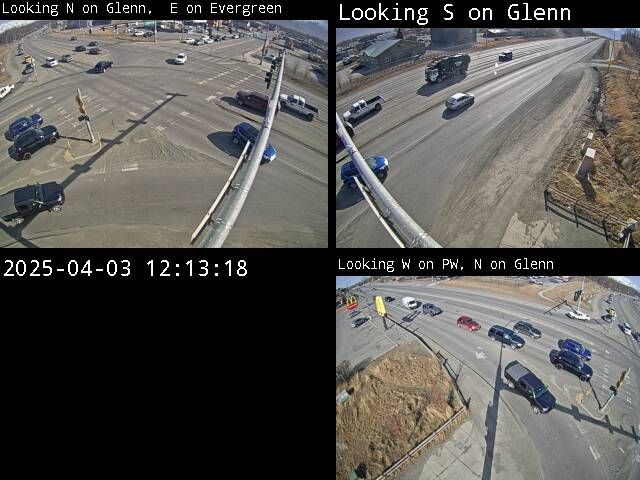 Looking N on Glenn,  E on Evergreen
Looking S on Glenn
2025-04-03 12:13:18
Looking W on PW, N on Glenn